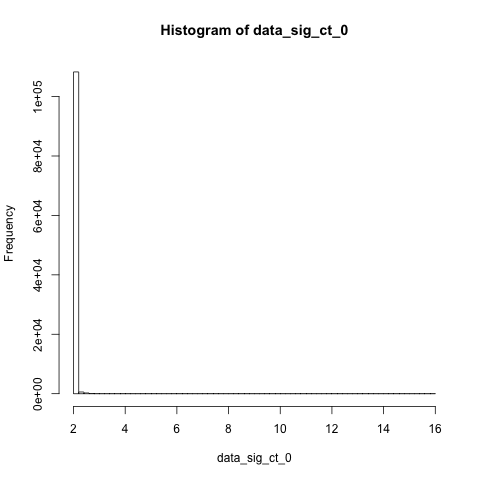 Histogram of data_sig_ct_0
Frequency
1e+05
8e+04
6e+04
4e+04
2e+04
0e+00
2 4 6 8 10 12 14 16
data_sig_ct_0